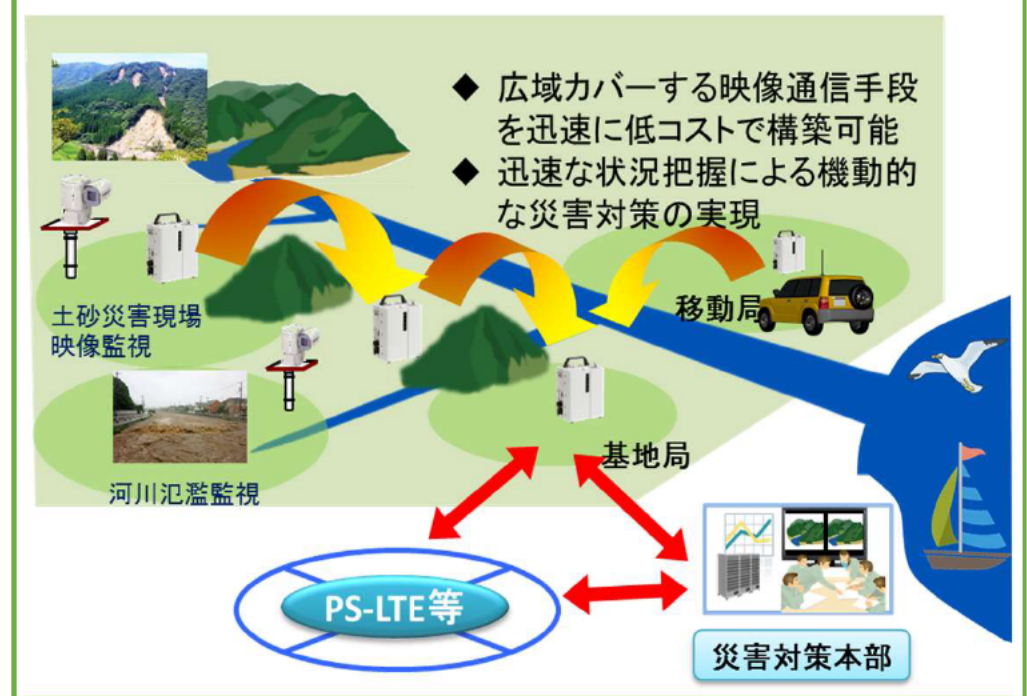 ◆ 広域カバーする映像通信手段
を迅速に低コストで構築可能
◆ 迅速な状況把握による機動的
な災害対策の実現
移動局
土砂災害現場
映像監視
基地局
河川氾濫監視
PS-LTE等
災害対策本部